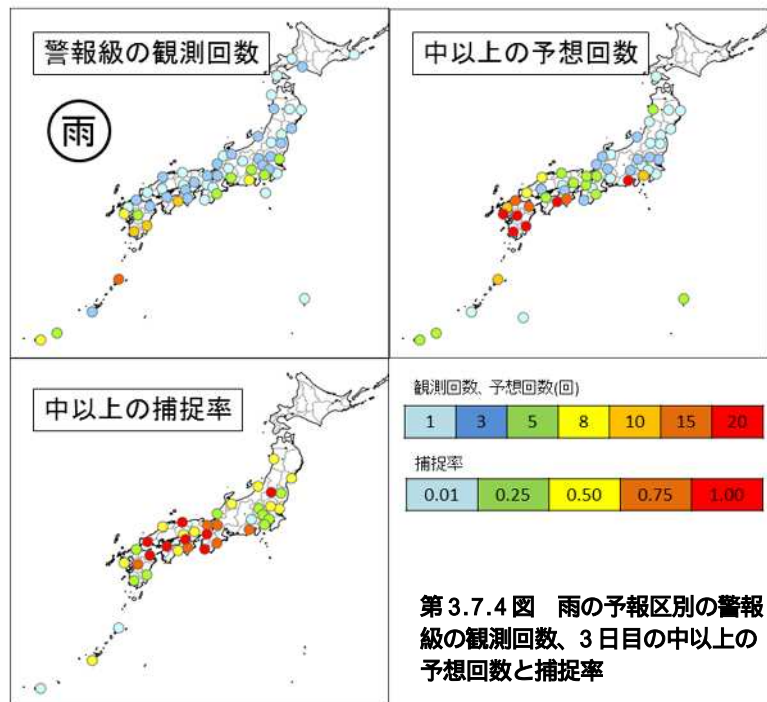 警報級の観測回数
雨
中以上の予想回数
中以上の捕捉率
観測回数、予想回数(回)
1 3 5 8 10 15 20
捕捉率
0.01 0.25 0.50 0.75 1.00
第3.7.4図 雨の予報区別の警報
級の観測回数、3日目の中以上の
予想回数と捕捉率